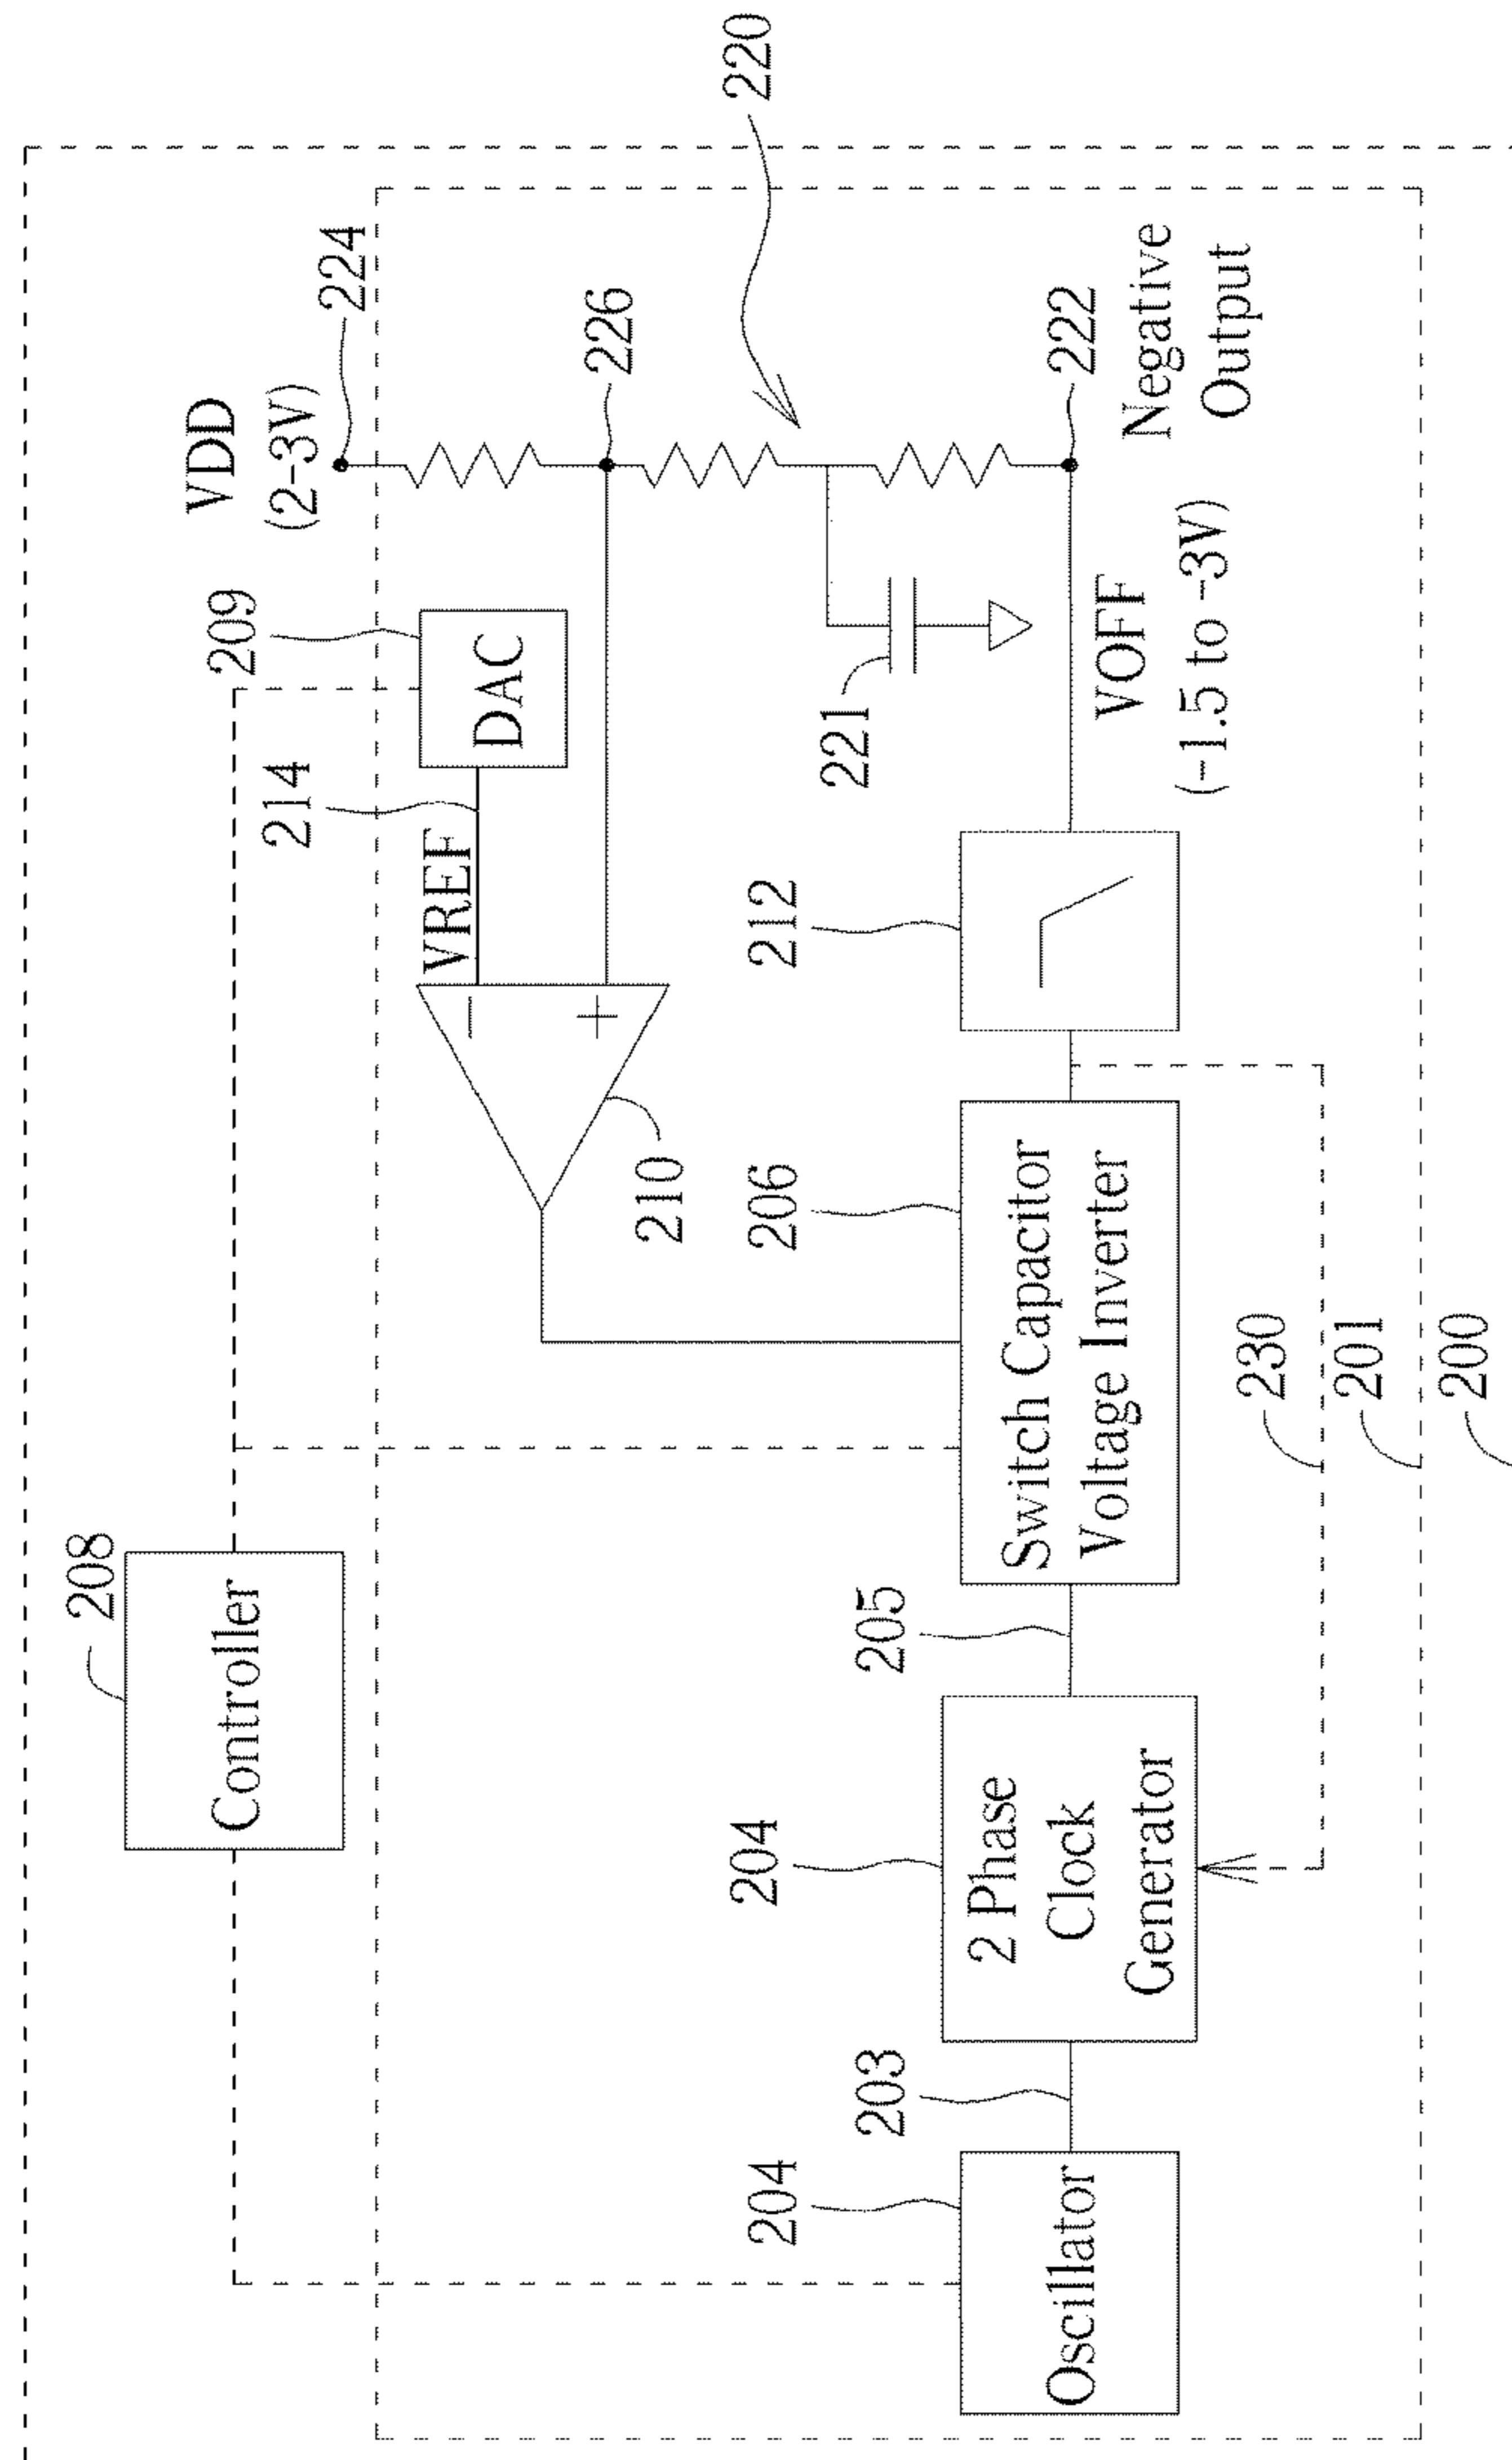 208
Controller
VDD
(2-3V)
224
209
214
DAC
VREF
−
+
226
220
210
221
212
206
204
204
205
203
Oscillator
2 Phase
Clock
Generator
Switch Capacitor
Voltage Inverter
VOFF
(-1.5 to -3V)
222
Negative
Output
230
201
200